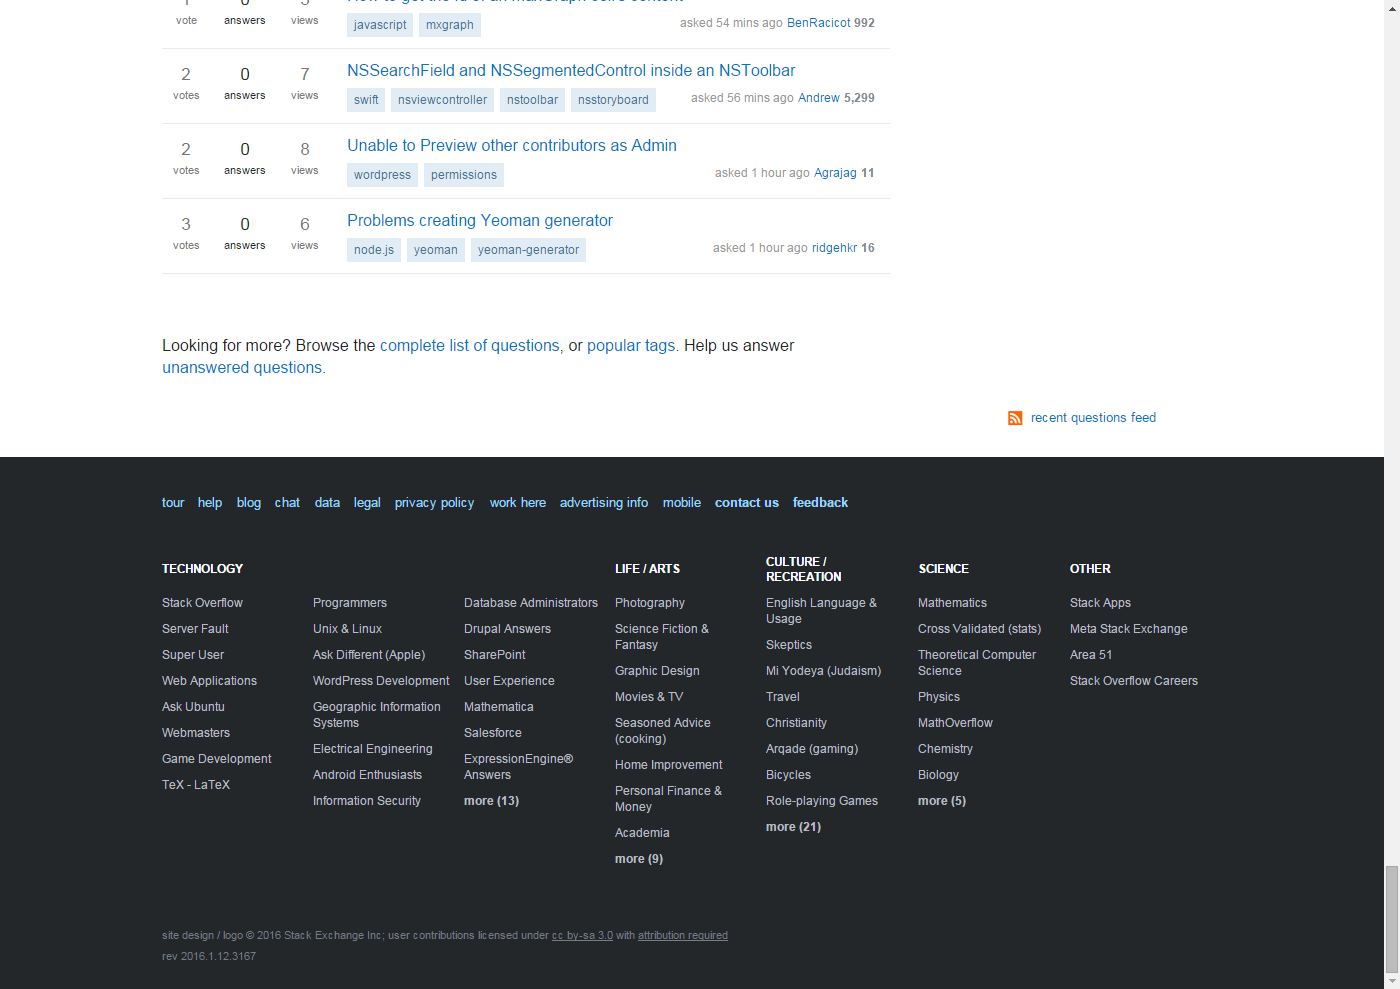 vote answers views
javascript mxgraph asked 54 mins ago BenRacicot 992
2 0 7 NSSearchField and NSSegmentedControl inside an NSToolbar
votes answers views swift nsviewcontroller nstoolbar nsstoryboard asked 56 mins ago Andrew 5,299
2 0 8 Unable to Preview other contributors as Admin
votes answers views wordpress permissions asked 1 hour ago Agrajag 11
3 0 6 Problems creating Yeoman generator
votes answers views node.js yeoman yeoman-generator asked 1 hour ago ridgehkr 16
Looking for more? Browse the complete list of questions, or popular tags. Help us answer
unanswered questions.
recent questions feed
tour help blog chat data legal privacy policy work here advertising info mobile contact us feedback
TECHNOLOGY
Stack Overflow
Server Fault
Super User
Web Applications
Ask Ubuntu
Webmasters
Game Development
TeX - LaTeX
Programmers
Unix & Linux
Ask Different (Apple)
WordPress Development
Geographic Information
Systems
Electrical Engineering
Android Enthusiasts
Information Security
Database Administrators
Drupal Answers
SharePoint
User Experience
Mathematica
Salesforce
ExpressionEngine®
Answers
more (13)
LIFE / ARTS
Photography
Science Fiction &
Fantasy
Graphic Design
Movies & TV
Seasoned Advice
(cooking)
Home Improvement
Personal Finance &
Money
Academia
more (9)
CULTURE /
RECREATION
English Language &
Usage
Skeptics
Mi Yodeya (Judaism)
Travel
Christianity
Arqade (gaming)
Bicycles
Role-playing Games
more (21)
SCIENCE
Mathematics
Cross Validated (stats)
Theoretical Computer
Science
Physics
MathOverflow
Chemistry
Biology
more (5)
OTHER
Stack Apps
Meta Stack Exchange
Area 51
Stack Overflow Careers
site design / logo © 2016 Stack Exchange Inc; user contributions licensed under cc by-sa 3.0 with attribution required
rev 2016.1.12.3167